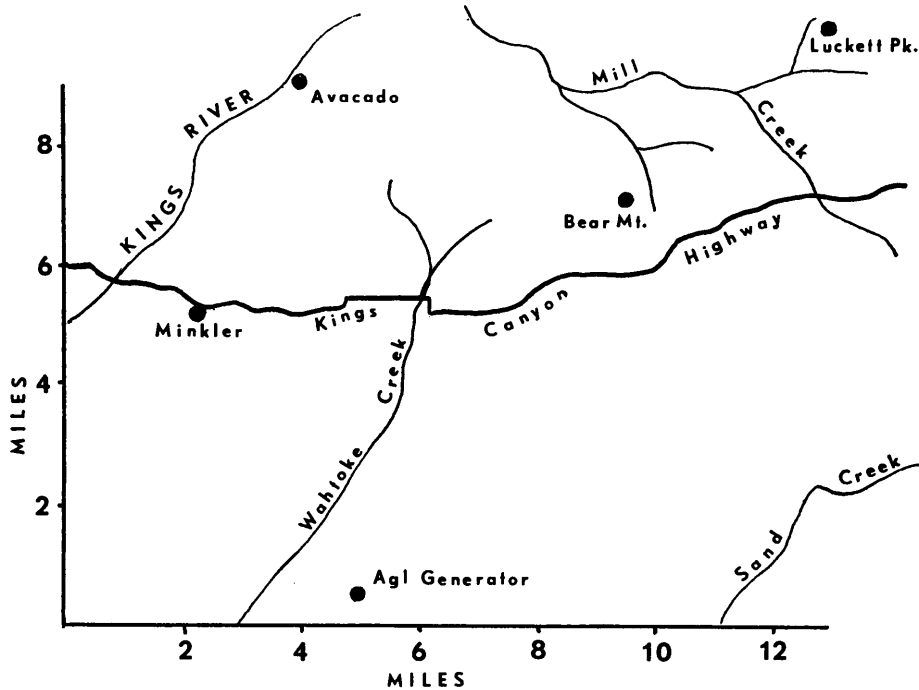 Luckett Pk.
Mill
Avacado
KINGS RIVER
Creek
8
Bear Mt.
Highway
6
Minkler
Kings
Canyon
Creek
4
MILES
Wahtoke
Creek
2
Sand
Agl Generator
2 4 6 8 10 12
MILES